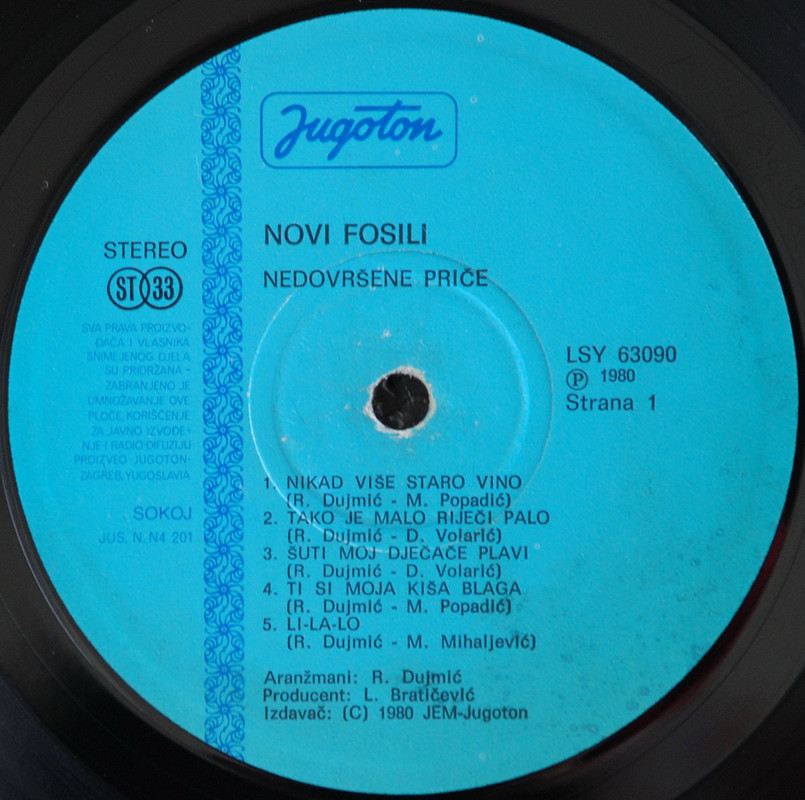 Jugoton
NOVI FOSILI
NEDOVRŠENE PRIČE
STEREO
ST 33
SVA PRAVA PROIZVO-
ĐAČA I VLASNIKA
SNIMLJENOG DJELA
SU PRIDRŽANA -
ZABRANJENO JE
UMNOŽAVANJE OVE
PLOČE, KORIŠĆENJE
ZA JAVNO IZVOĐE-
NJE I RADIO-DIFUZIJU
PROIZVEO JUGOTON-
ZAGREB, YUGOSLAVIA
SOKOJ
JUS. N. N4 201
LSY 63090
Ⓟ 1980
Strana 1
1. NIKAD VIŠE STARO VINO
(R. Dujmić - M. Popadić)
2. TAKO JE MALO RIJEČI PALO
(R. Dujmić - D. Volarić)
3. ŠUTI MOJ DJEČAČE PLAVI
(R. Dujmić - D. Volarić)
4. TI SI MOJA KIŠA BLAGA
(R. Dujmić - M. Popadić)
5. LI-LA-LO
(R. Dujmić - M. Mihaljević)
Aranžmani: R. Dujmić
Producent: L. Bratičević
Izdavač: (C) 1980 JEM-Jugoton